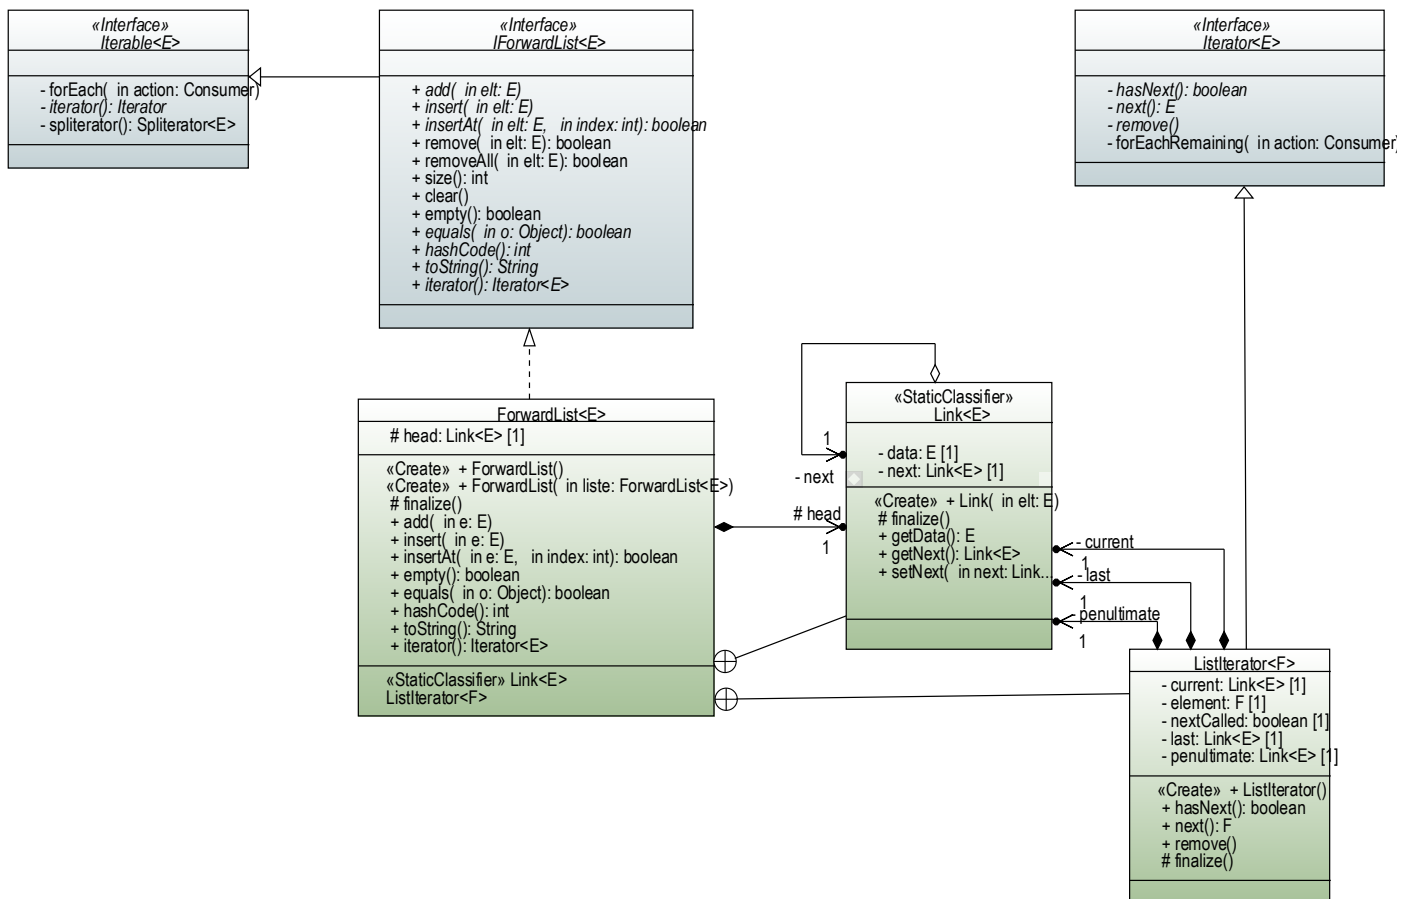 «Interface»
Iterable<E>
- forEach(  in action: Consumer)
- iterator(): Iterator
- spliterator(): Spliterator<E>
«Interface»
IForwardList<E>
+ add(  in elt: E)
+ insert(  in elt: E)
+ insertAt(  in elt: E,   in index: int): boolean
+ remove(  in elt: E): boolean
+ removeAll(  in elt: E): boolean
+ size(): int
+ clear()
+ empty(): boolean
+ equals(  in o: Object): boolean
+ hashCode(): int
+ toString(): String
+ iterator(): Iterator<E>
«Interface»
Iterator<E>
- hasNext(): boolean
- next(): E
- remove()
- forEachRemaining(  in action: Consumer)
ForwardList<E>
# head: Link<E> [1]
«Create»  + ForwardList()
«Create»  + ForwardList(  in liste: ForwardList<E>)
# finalize()
+ add(  in e: E)
+ insert(  in e: E)
+ insertAt(  in e: E,   in index: int): boolean
+ empty(): boolean
+ equals(  in o: Object): boolean
+ hashCode(): int
+ toString(): String
+ iterator(): Iterator<E>
«StaticClassifier» Link<E>
ListIterator<F>
1
- next
# head
1
«StaticClassifier»
Link<E>
- data: E [1]
- next: Link<E> [1]
«Create»  + Link(  in elt: E)
# finalize()
+ getData(): E
+ getNext(): Link<E>
+ setNext(  in next: Link...
- current
1
- last
1
- penultimate
1
ListIterator<F>
- current: Link<E> [1]
- element: F [1]
- nextCalled: boolean [1]
- last: Link<E> [1]
- penultimate: Link<E> [1]
«Create»  + ListIterator()
+ hasNext(): boolean
+ next(): F
+ remove()
# finalize()